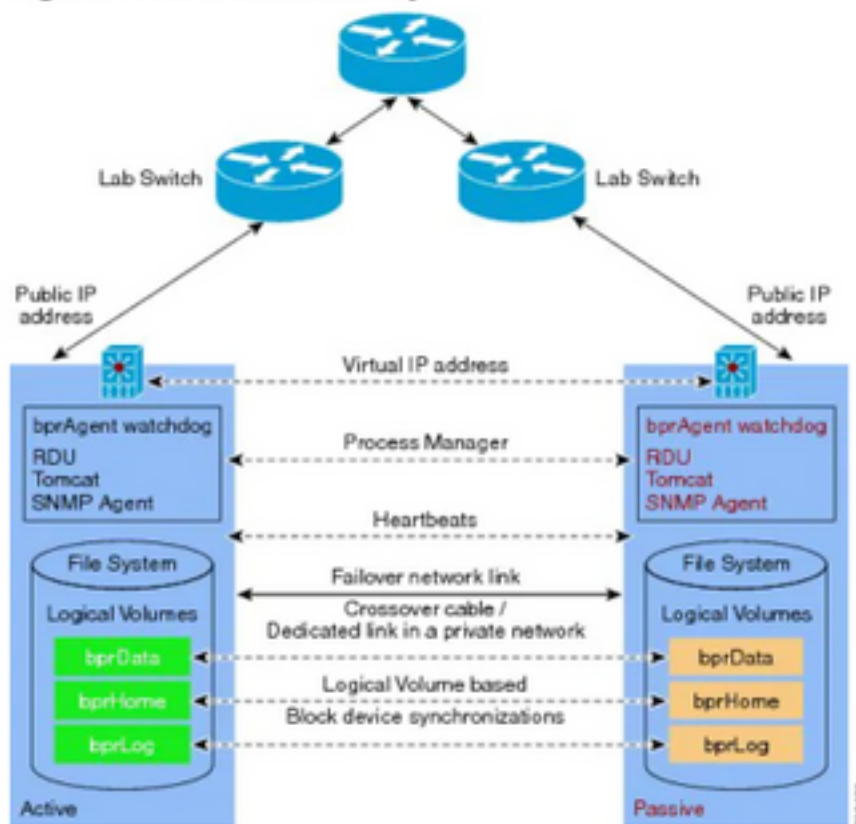 Lab Switch
Lab Switch
Public IP
address
Public IP
address
Virtual IP address
bprAgent watchdog
RDU
Tomcat
SNMP Agent
Process Manager
bprAgent watchdog
RDU
Tomcat
SNMP Agent
Heartbeats
File System
Logical Volumes
bprData
bprHome
bprLog
Failover network link
Crossover cable /
Dedicated link in a private network
Logical Volume based
Block device synchronizations
File System
Logical Volumes
bprData
bprHome
bprLog
Active
Passive